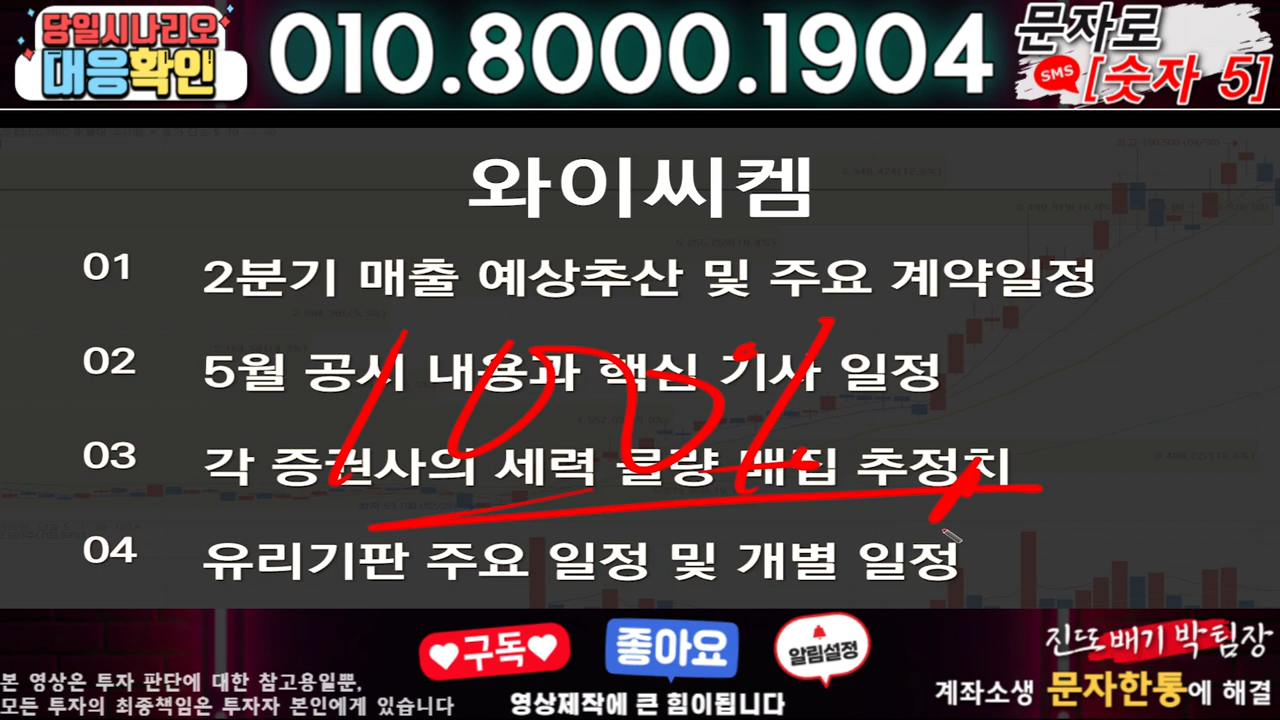 당일시나리오
대응확인
010.8000.1904
문자로
SMS
[숫자 5]
와이씨켐
01 2분기 매출 예상추산 및 주요 계약일정
02 5월 공시 내용과 핵심 기사 일정
03 각 증권사의 세력 물량 매집 추정치
04 유리기판 주요 일정 및 개별 일정
100%
구독
좋아요
알림설정
영상제작에 큰 힘이됩니다
본 영상은 투자 판단에 대한 참고용일뿐,
모든 투자의 최종책임은 투자자 본인에게 있습니다
진또배기 박팀장
계좌소생 문자한통에 해결